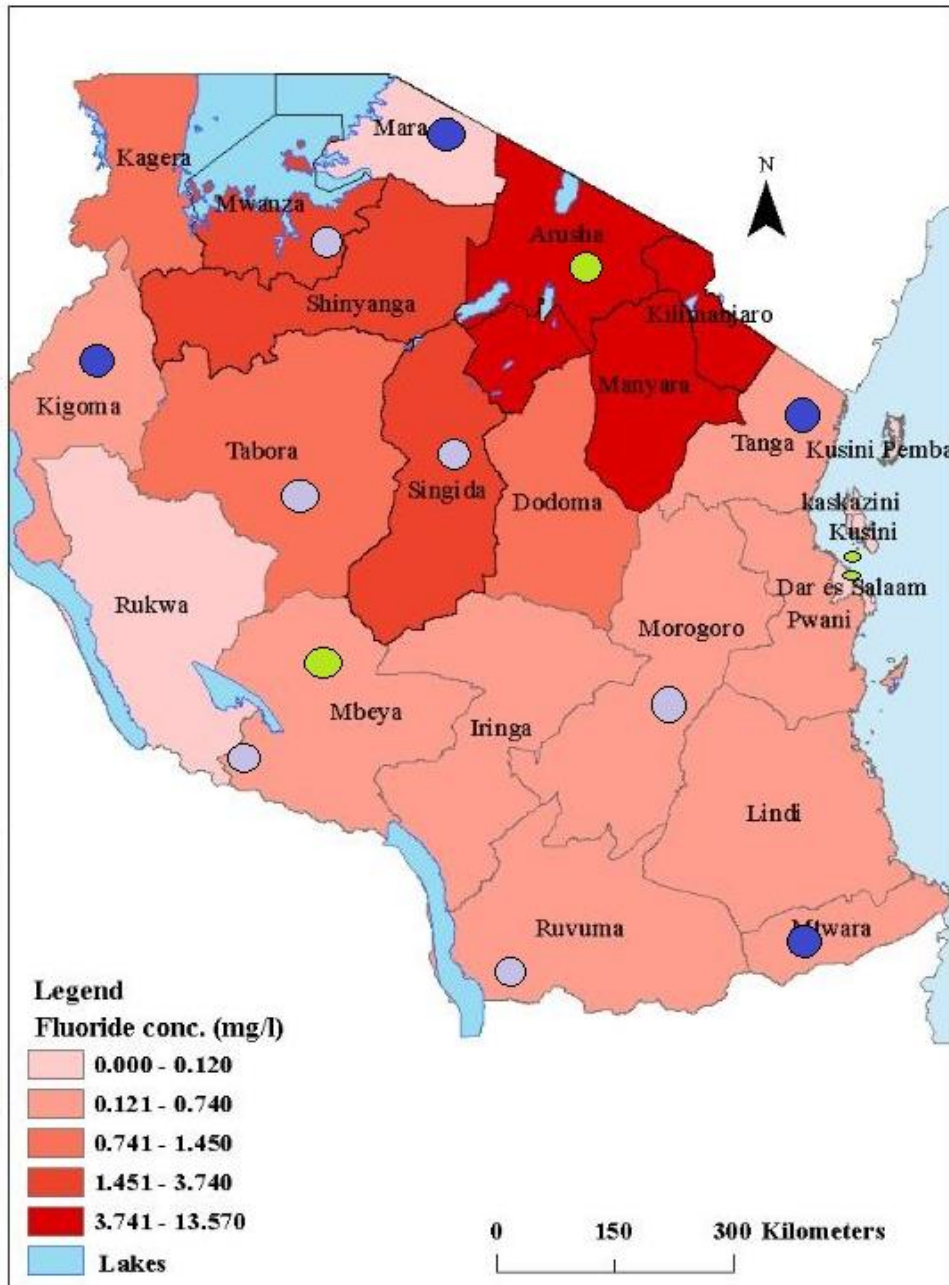 Mara
N
Kagera
Mwanza
Arusha
Shinyanga
Kilimanjaro
Manyara
Kigoma
Tabora
Singida
Dodoma
Tanga
Kusini Pemba
kaskazini
Kusini
Dar es Salaam
Pwani
Rukwa
Morogoro
Mbeya
Iringa
Lindi
Ruvuma
Mtwara
Legend
Fluoride conc. (mg/l)
0.000 - 0.120
0.121 - 0.740
0.741 - 1.450
1.451 - 3.740
3.741 - 13.570
Lakes
0 150 300 Kilometers